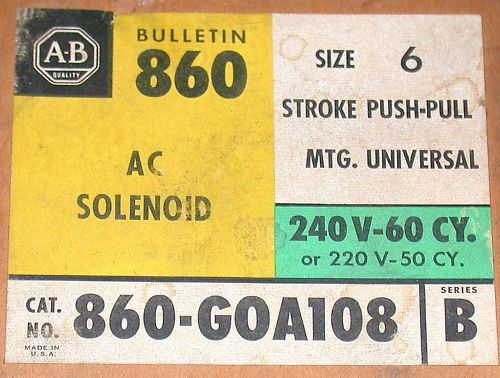 A-B
QUALITY
BULLETIN
860
AC
SOLENOID
SIZE 6
STROKE PUSH-PULL
MTG. UNIVERSAL
240 V-60 CY.
or 220 V-50 CY.
CAT.
NO.
860-GOA108
MADE IN
U.S.A.
SERIES
B